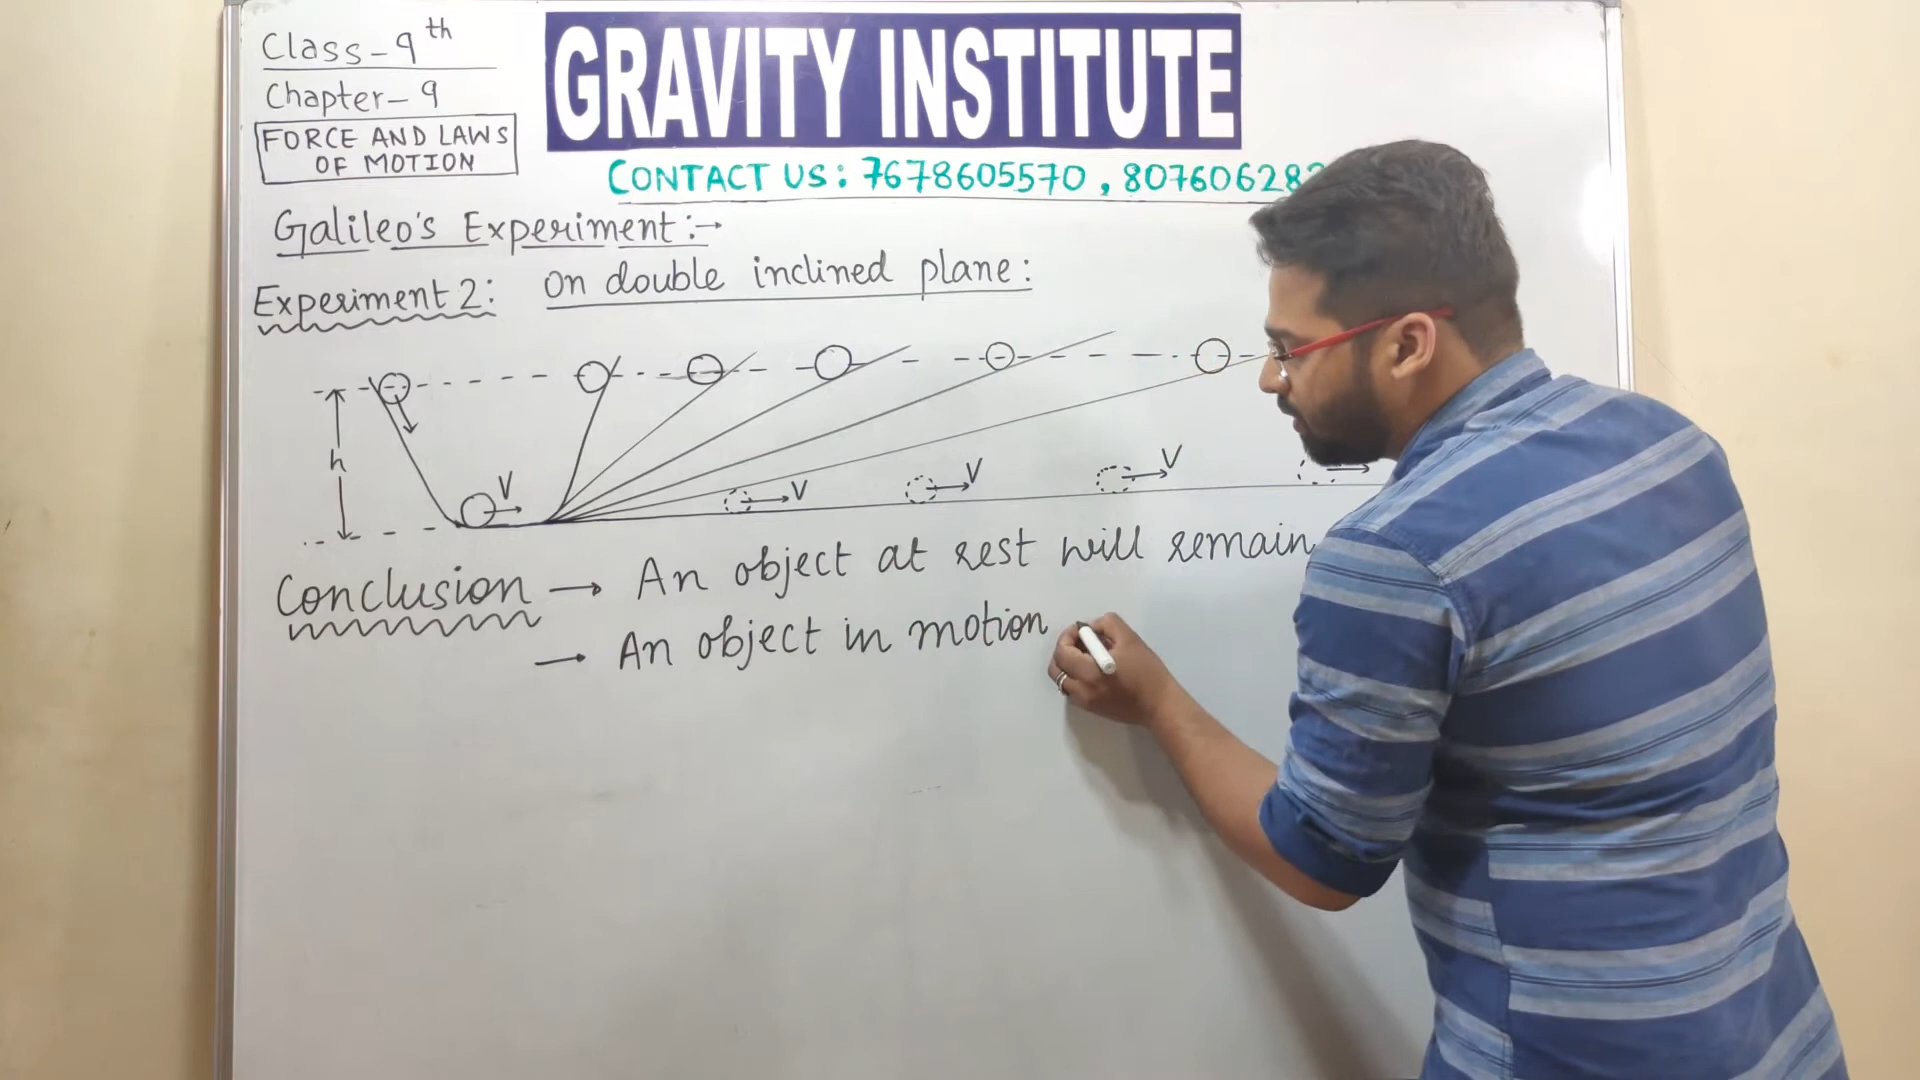 Class-9th
Chapter-9
FORCE AND LAWS
OF MOTION
GRAVITY INSTITUTE
CONTACT US: 7678605570, 80760628
Galileo's Experiment:→
Experiment 2: on double inclined plane:
h
V
V
V
V
Conclusion → An object at rest will remain
→ An object in motion